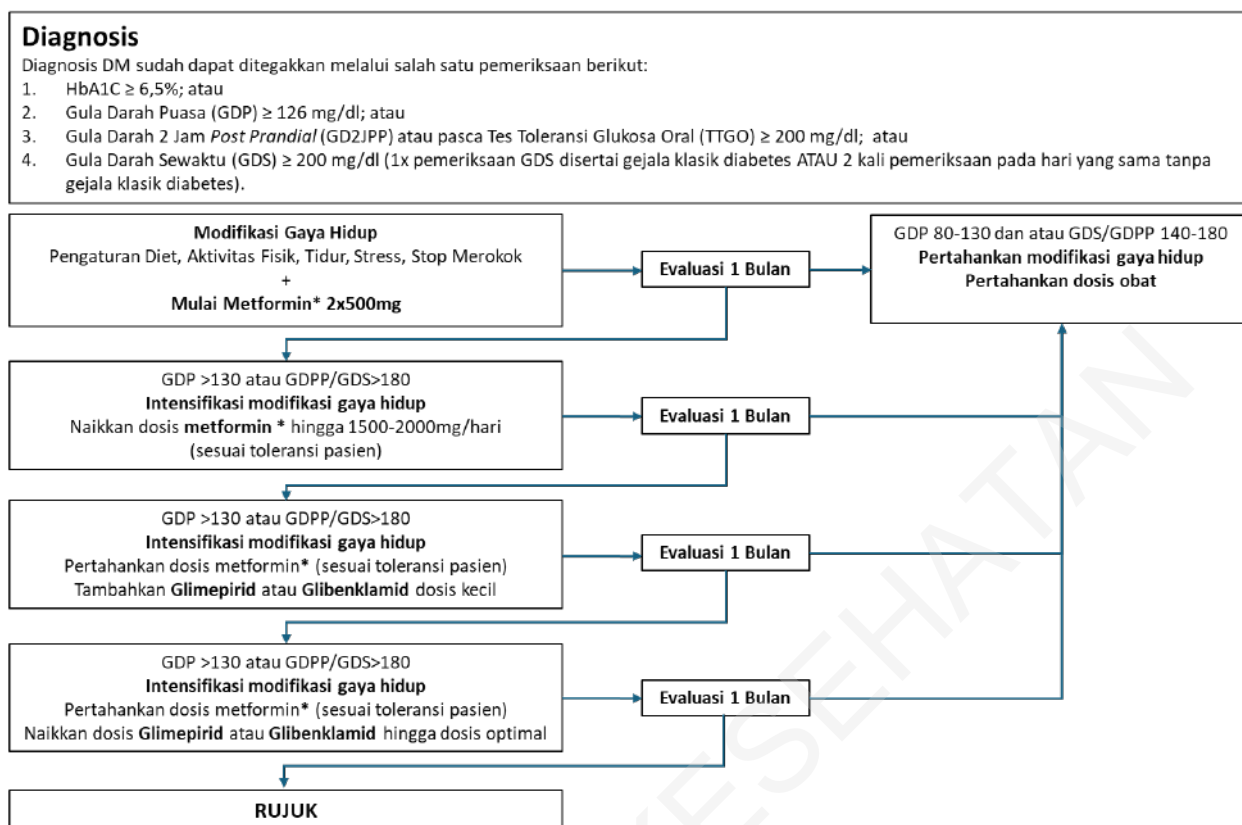 Diagnosis
Diagnosis DM sudah dapat ditegakkan melalui salah satu pemeriksaan berikut:
1. HbA1C ≥ 6,5%; atau
2. Gula Darah Puasa (GDP) ≥ 126 mg/dl; atau
3. Gula Darah 2 Jam Post Prandial (GD2JPP) atau pasca Tes Toleransi Glukosa Oral (TTGO) ≥ 200 mg/dl; atau
4. Gula Darah Sewaktu (GDS) ≥ 200 mg/dl (1x pemeriksaan GDS disertai gejala klasik diabetes ATAU 2 kali pemeriksaan pada hari yang sama tanpa
gejala klasik diabetes).
Modifikasi Gaya Hidup
Pengaturan Diet, Aktivitas Fisik, Tidur, Stress, Stop Merokok
+
Mulai Metformin* 2x500mg
Evaluasi 1 Bulan
GDP 80-130 dan atau GDS/GDPP 140-180
Pertahankan modifikasi gaya hidup
Pertahankan dosis obat
GDP >130 atau GDPP/GDS>180
Intensifikasi modifikasi gaya hidup
Naikkan dosis metformin * hingga 1500-2000mg/hari
(sesuai toleransi pasien)
Evaluasi 1 Bulan
GDP >130 atau GDPP/GDS>180
Intensifikasi modifikasi gaya hidup
Pertahankan dosis metformin* (sesuai toleransi pasien)
Tambahkan Glimepirid atau Glibenklamid dosis kecil
Evaluasi 1 Bulan
GDP >130 atau GDPP/GDS>180
Intensifikasi modifikasi gaya hidup
Pertahankan dosis metformin* (sesuai toleransi pasien)
Naikkan dosis Glimepirid atau Glibenklamid hingga dosis optimal
Evaluasi 1 Bulan
RUJUK
KESEHATAN